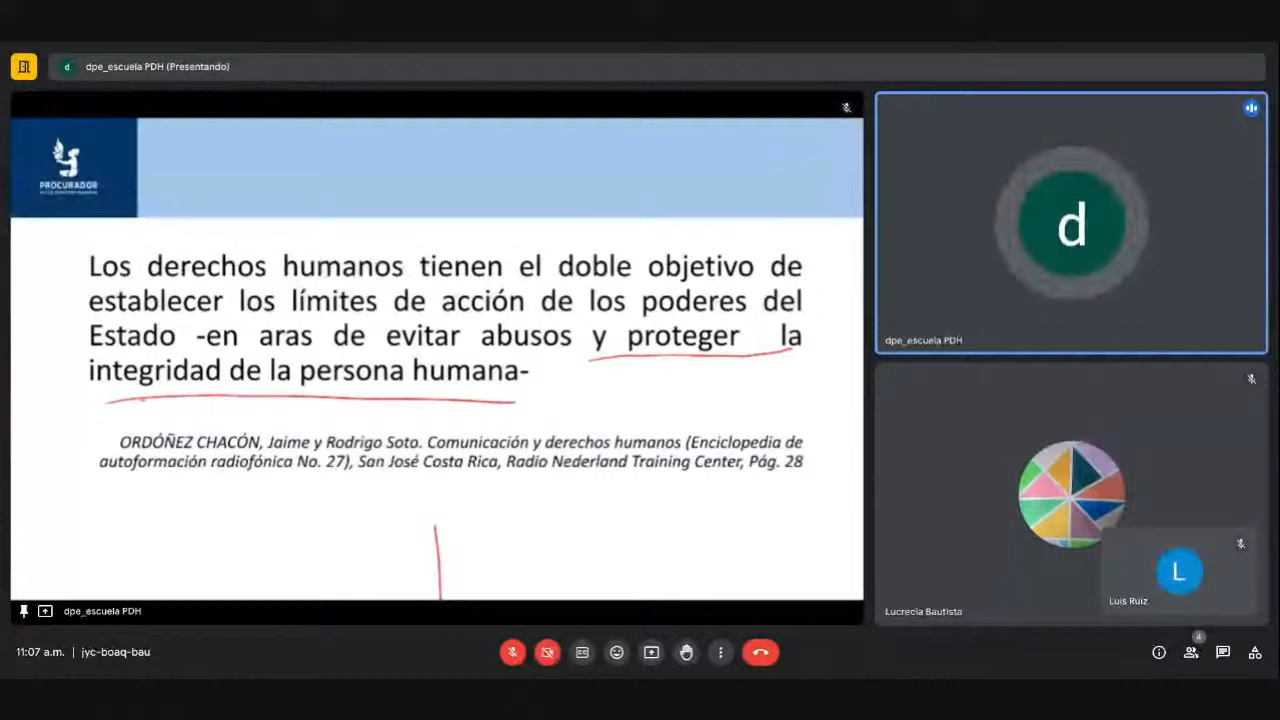 d dpe_escuela PDH (Presentando)
PROCURADOR
Los derechos humanos tienen el doble objetivo de
establecer los límites de acción de los poderes del
Estado -en aras de evitar abusos y proteger la
integridad de la persona humana-
ORDÓÑEZ CHACÓN, Jaime y Rodrigo Soto. Comunicación y derechos humanos (Enciclopedia de
autoformación radiofónica No. 27), San José Costa Rica, Radio Nederland Training Center, Pág. 28
dpe_escuela PDH
d
dpe_escuela PDH
Lucrecia Bautista
L
Luis Ruiz
11:07 a.m. | jyc-boaq-bau
4